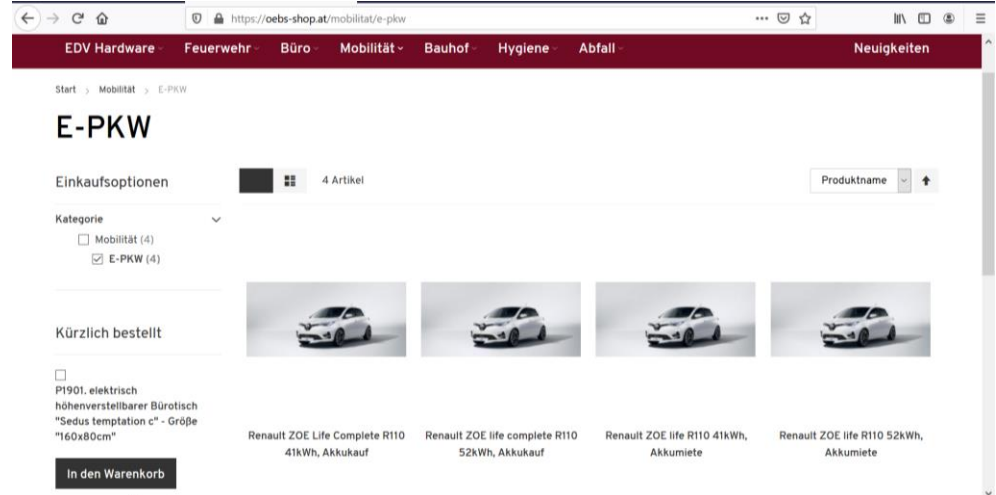 https://oebs-shop.at/mobilitat/e-pkw
EDV Hardware Feuerwehr Büro Mobilität Bauhof Hygiene Abfall Neuigkeiten
Start > Mobilität > E-PKW
E-PKW
Einkaufsoptionen
4 Artikel
Produktname
Kategorie
Mobilität (4)
E-PKW (4)
Kürzlich bestellt
P1901. elektrisch
höhenverstellbarer Bürotisch
"Sedus temptation c" - Größe
"160x80cm"
In den Warenkorb
Renault ZOE Life Complete R110
41kWh, Akkukauf
Renault ZOE life complete R110
52kWh, Akkukauf
Renault ZOE life R110 41kWh,
Akkumiete
Renault ZOE life R110 52kWh,
Akkumiete